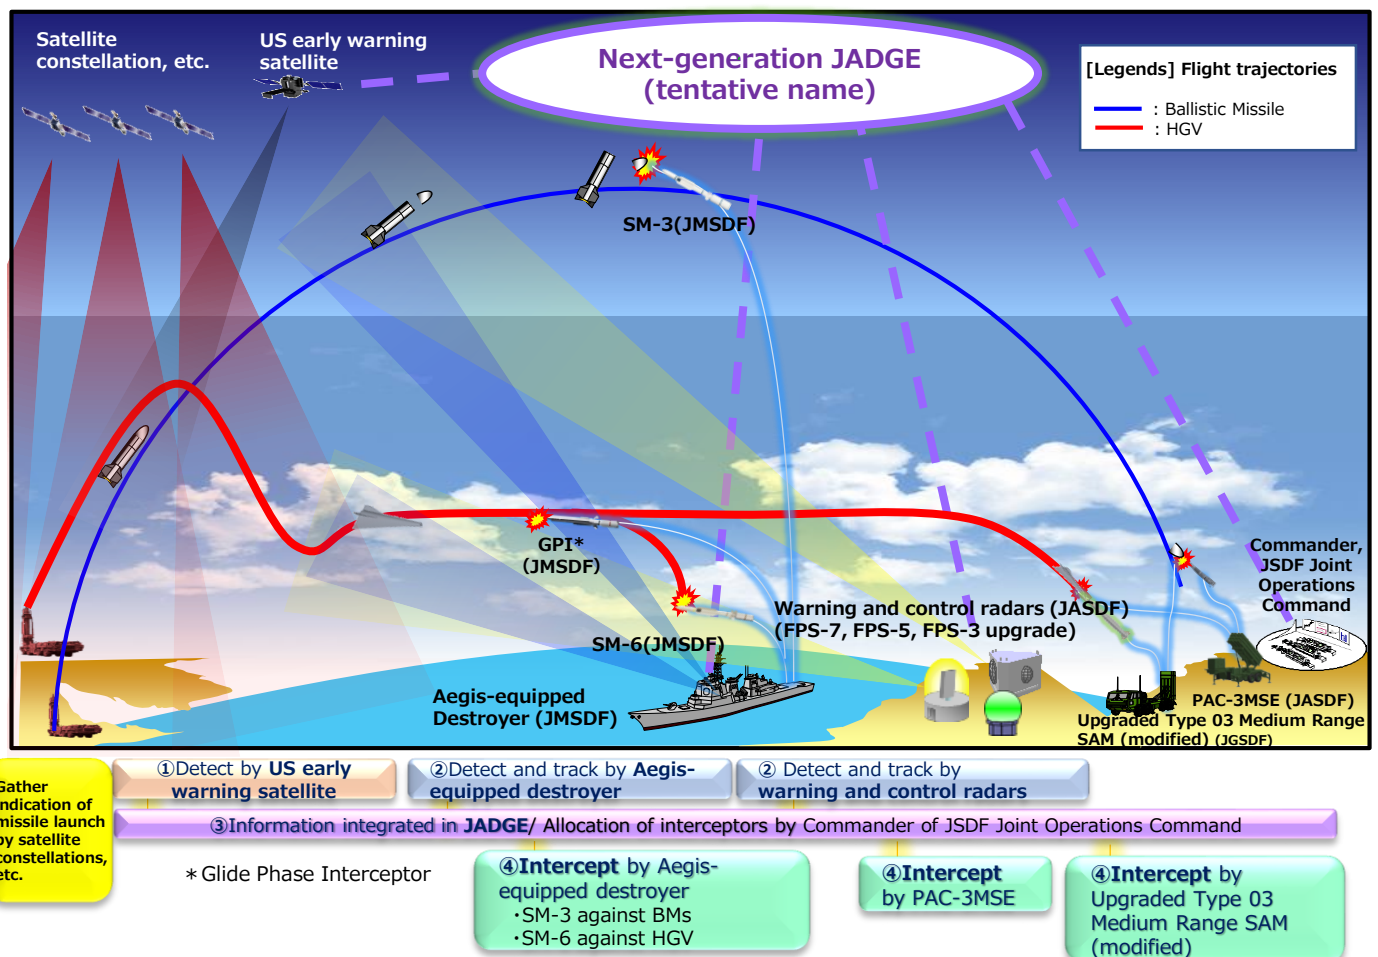 Satellite
constellation, etc.
US early warning
satellite
Next-generation JADGE
(tentative name)
[Legends] Flight trajectories
: Ballistic Missile
: HGV
SM-3(JMSDF)
GPI*
(JMSDF)
SM-6(JMSDF)
Aegis-equipped
Destroyer (JMSDF)
Warning and control radars (JASDF)
(FPS-7, FPS-5, FPS-3 upgrade)
Commander,
JSDF Joint
Operations
Command
PAC-3MSE (JASDF)
Upgraded Type 03 Medium Range
SAM (modified) (JGSDF)
Gather
indication of
missile launch
by satellite
constellations,
etc.
①Detect by US early
warning satellite
②Detect and track by Aegis-
equipped destroyer
② Detect and track by
warning and control radars
③Information integrated in JADGE/ Allocation of interceptors by Commander of JSDF Joint Operations Command
＊Glide Phase Interceptor
④Intercept by Aegis-
equipped destroyer
・SM-3 against BMs
・SM-6 against HGV
④Intercept
by PAC-3MSE
④Intercept by
Upgraded Type 03
Medium Range SAM
(modified)